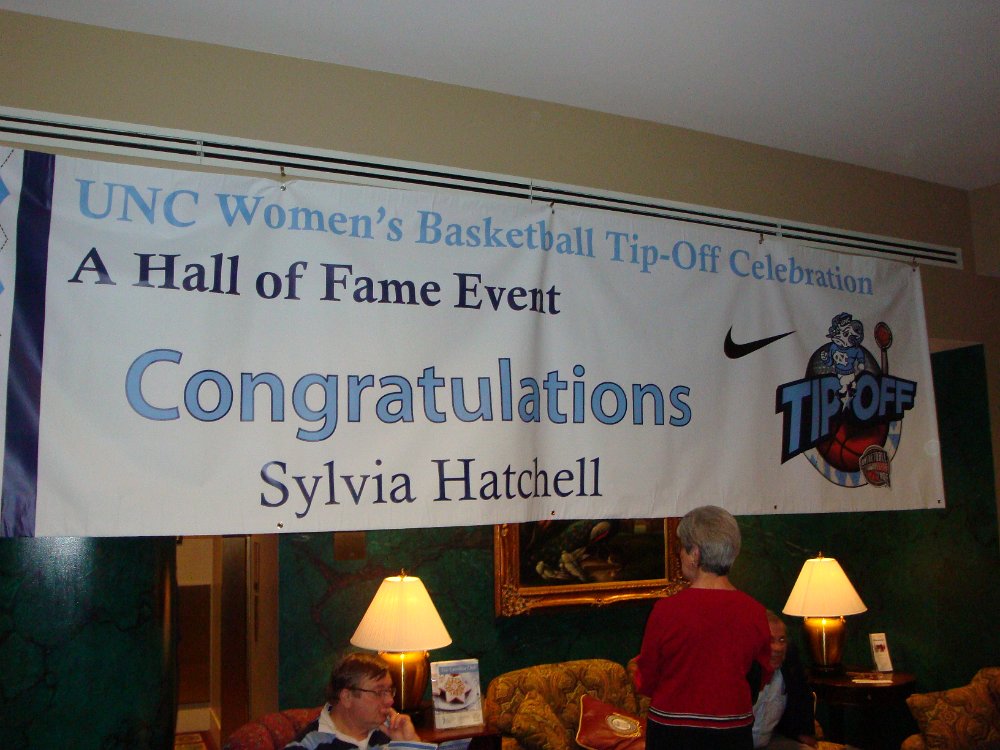 UNC Women's Basketball Tip-Off Celebration
A Hall of Fame Event
Congratulations
Sylvia Hatchell
TIP OFF